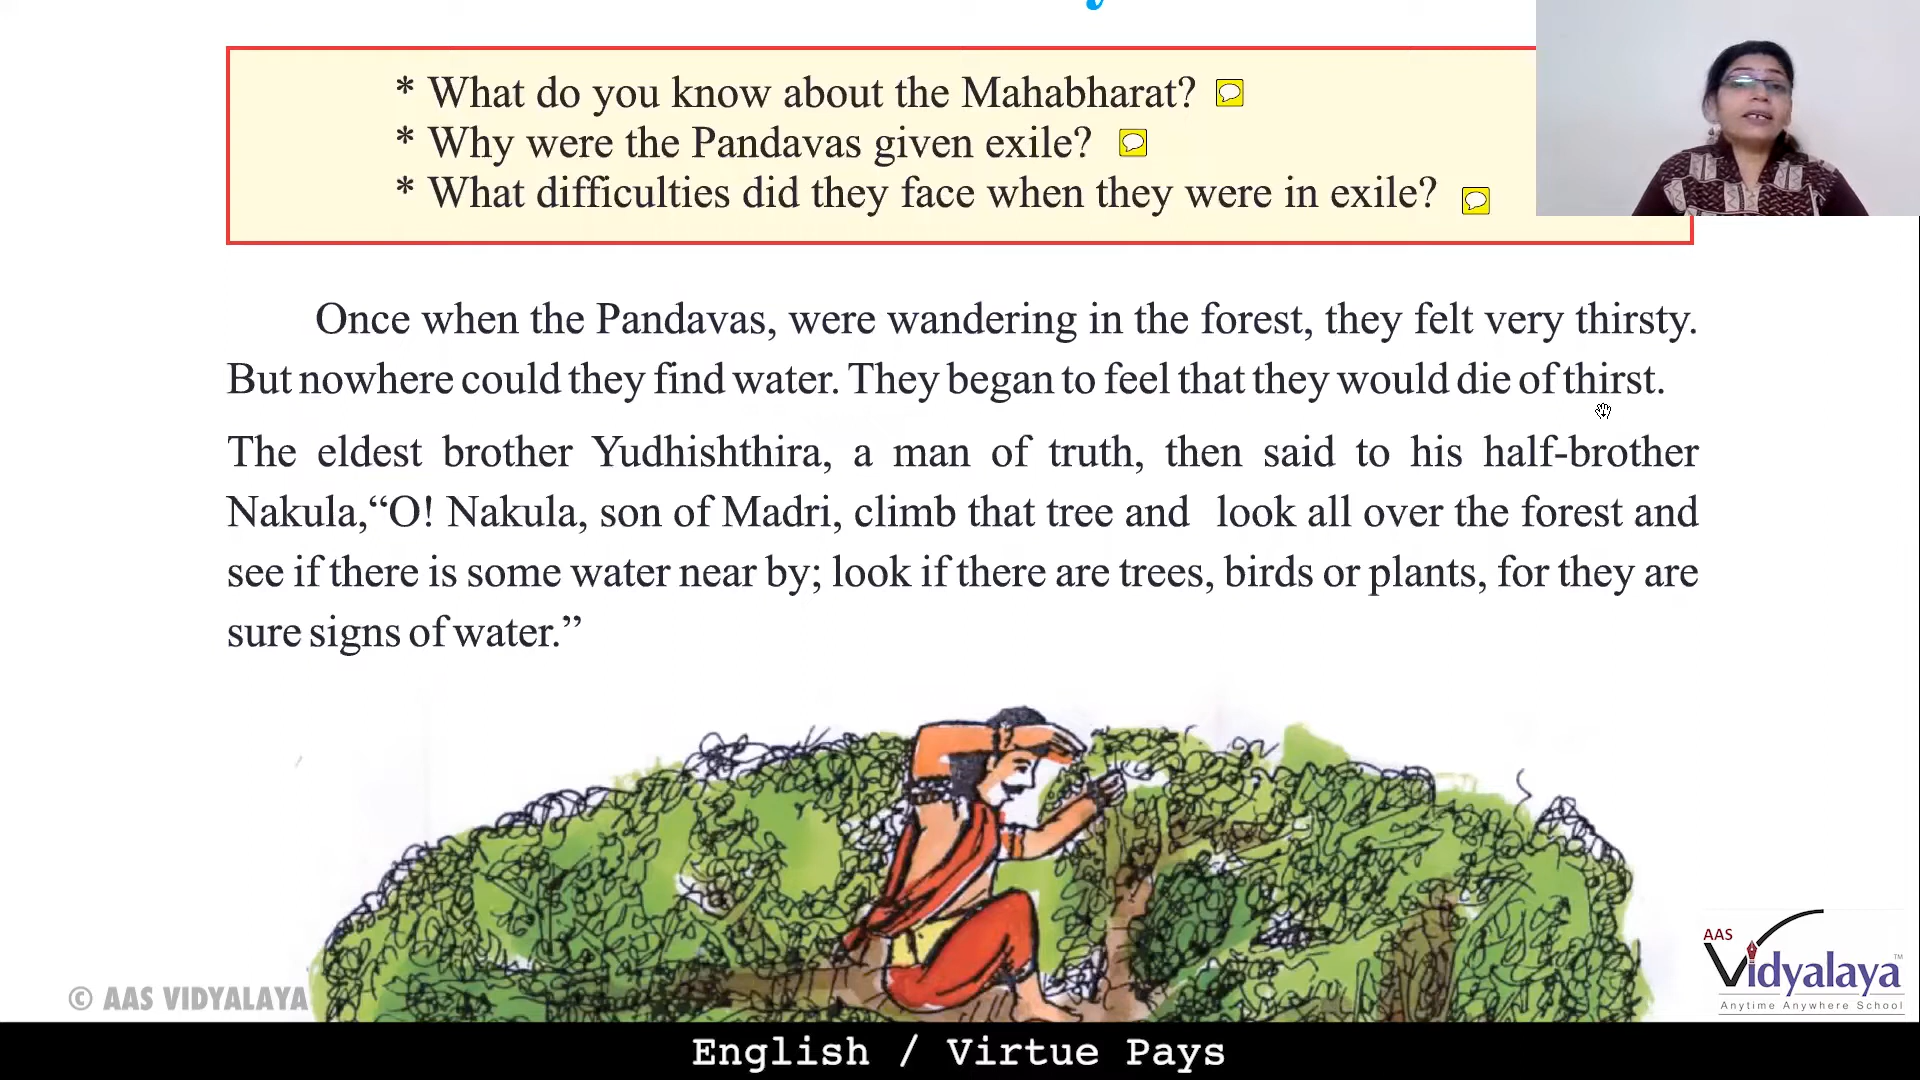 * What do you know about the Mahabharat?
* Why were the Pandavas given exile?
* What difficulties did they face when they were in exile?
Once when the Pandavas, were wandering in the forest, they felt very thirsty.
But nowhere could they find water. They began to feel that they would die of thirst.
The eldest brother Yudhishthira, a man of truth, then said to his half-brother
Nakula,“O! Nakula, son of Madri, climb that tree and look all over the forest and
see if there is some water near by; look if there are trees, birds or plants, for they are
sure signs of water.”
AAS
Vidyalaya™
Anytime Anywhere School
© AAS VIDYALAYA
English / Virtue Pays